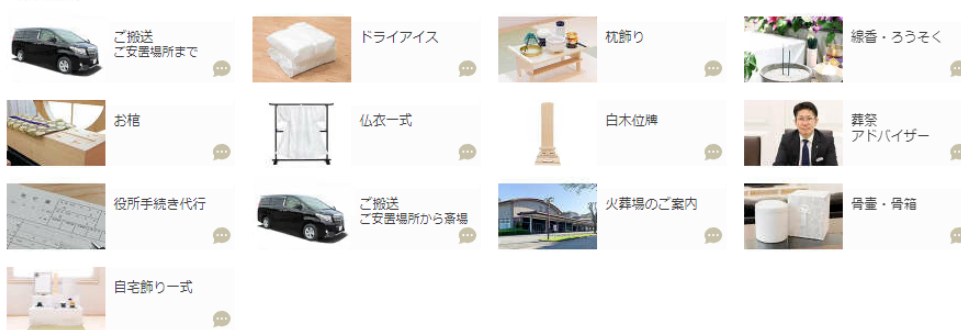 ご搬送
ご安置場所まで
ドライアイス
枕飾り
線香・ろうそく
お棺
仏衣一式
白木位牌
葬祭
アドバイザー
役所手続き代行
ご搬送
ご安置場所から斎場
火葬場のご案内
骨壷・骨箱
自宅飾り一式